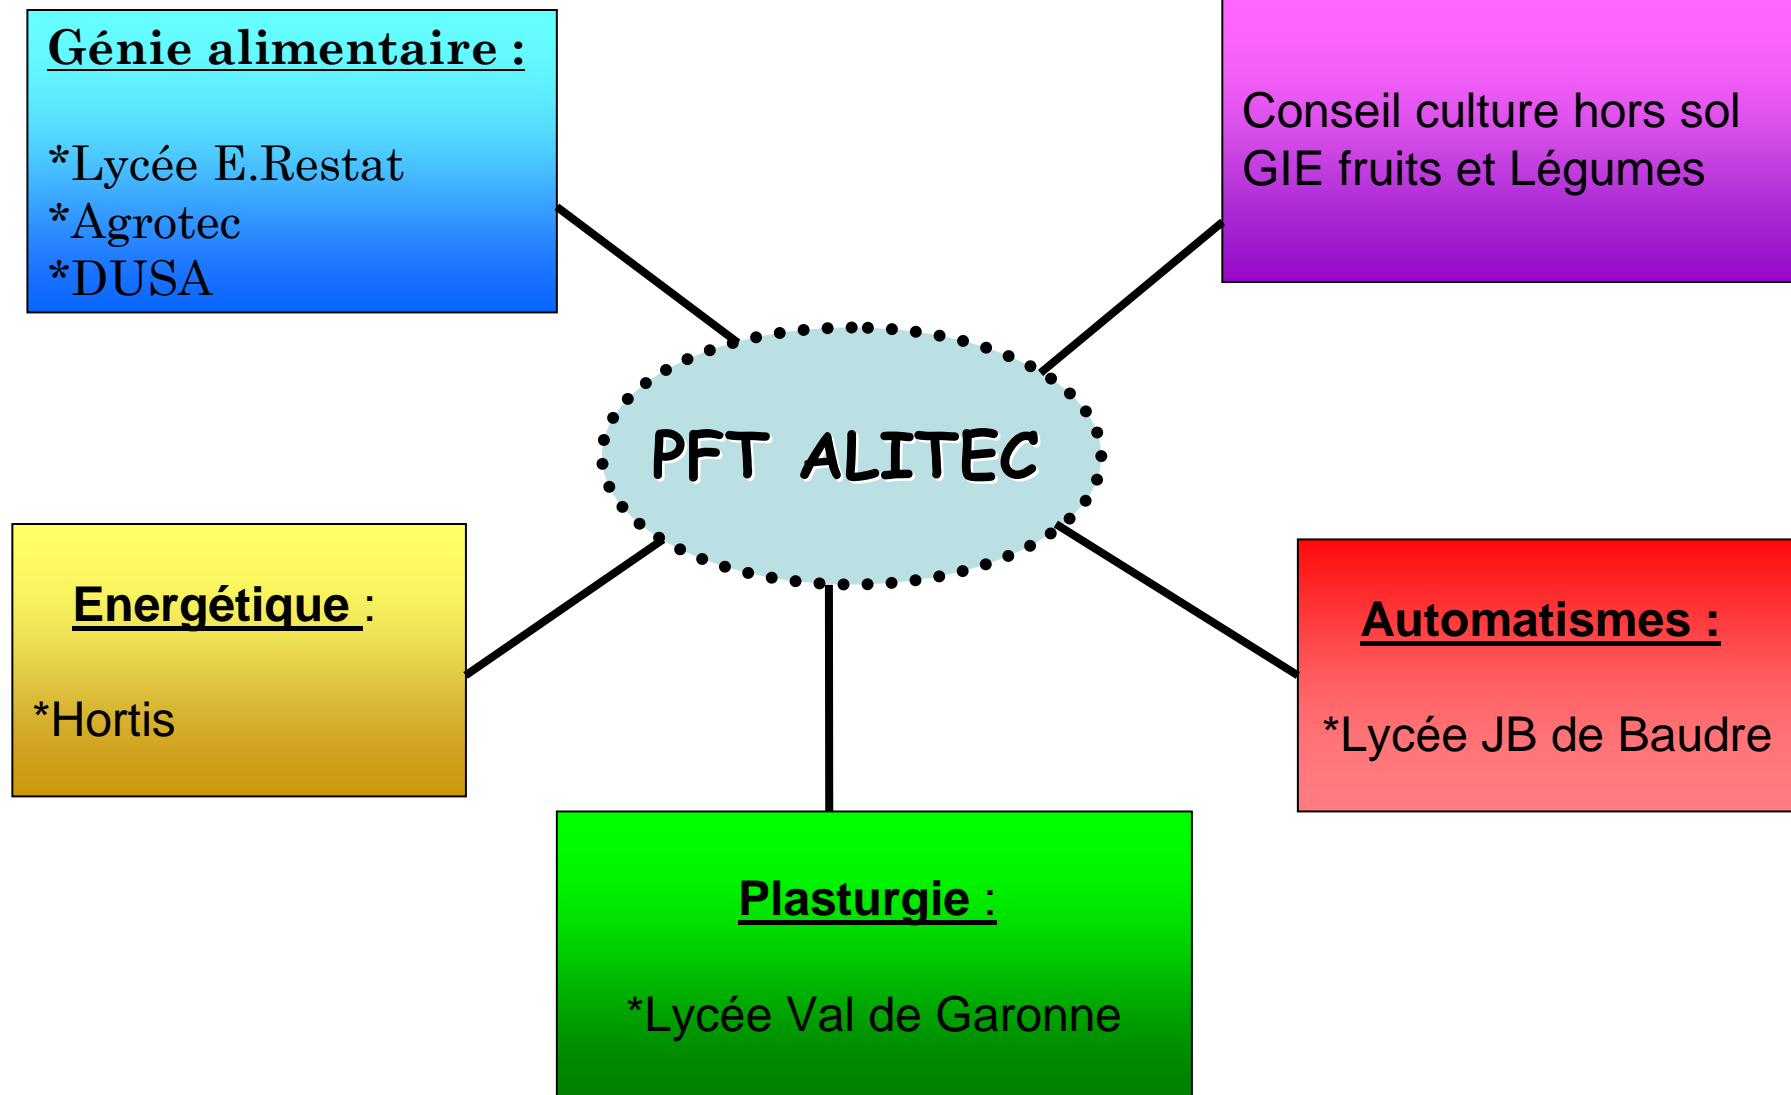 Génie alimentaire :
*Lycée E.Restat
*Agrotec
*DUSA
Conseil culture hors sol
GIE fruits et Légumes
PFT ALITEC
Energétique :
*Hortis
Automatismes :
*Lycée JB de Baudre
Plasturgie :
*Lycée Val de Garonne